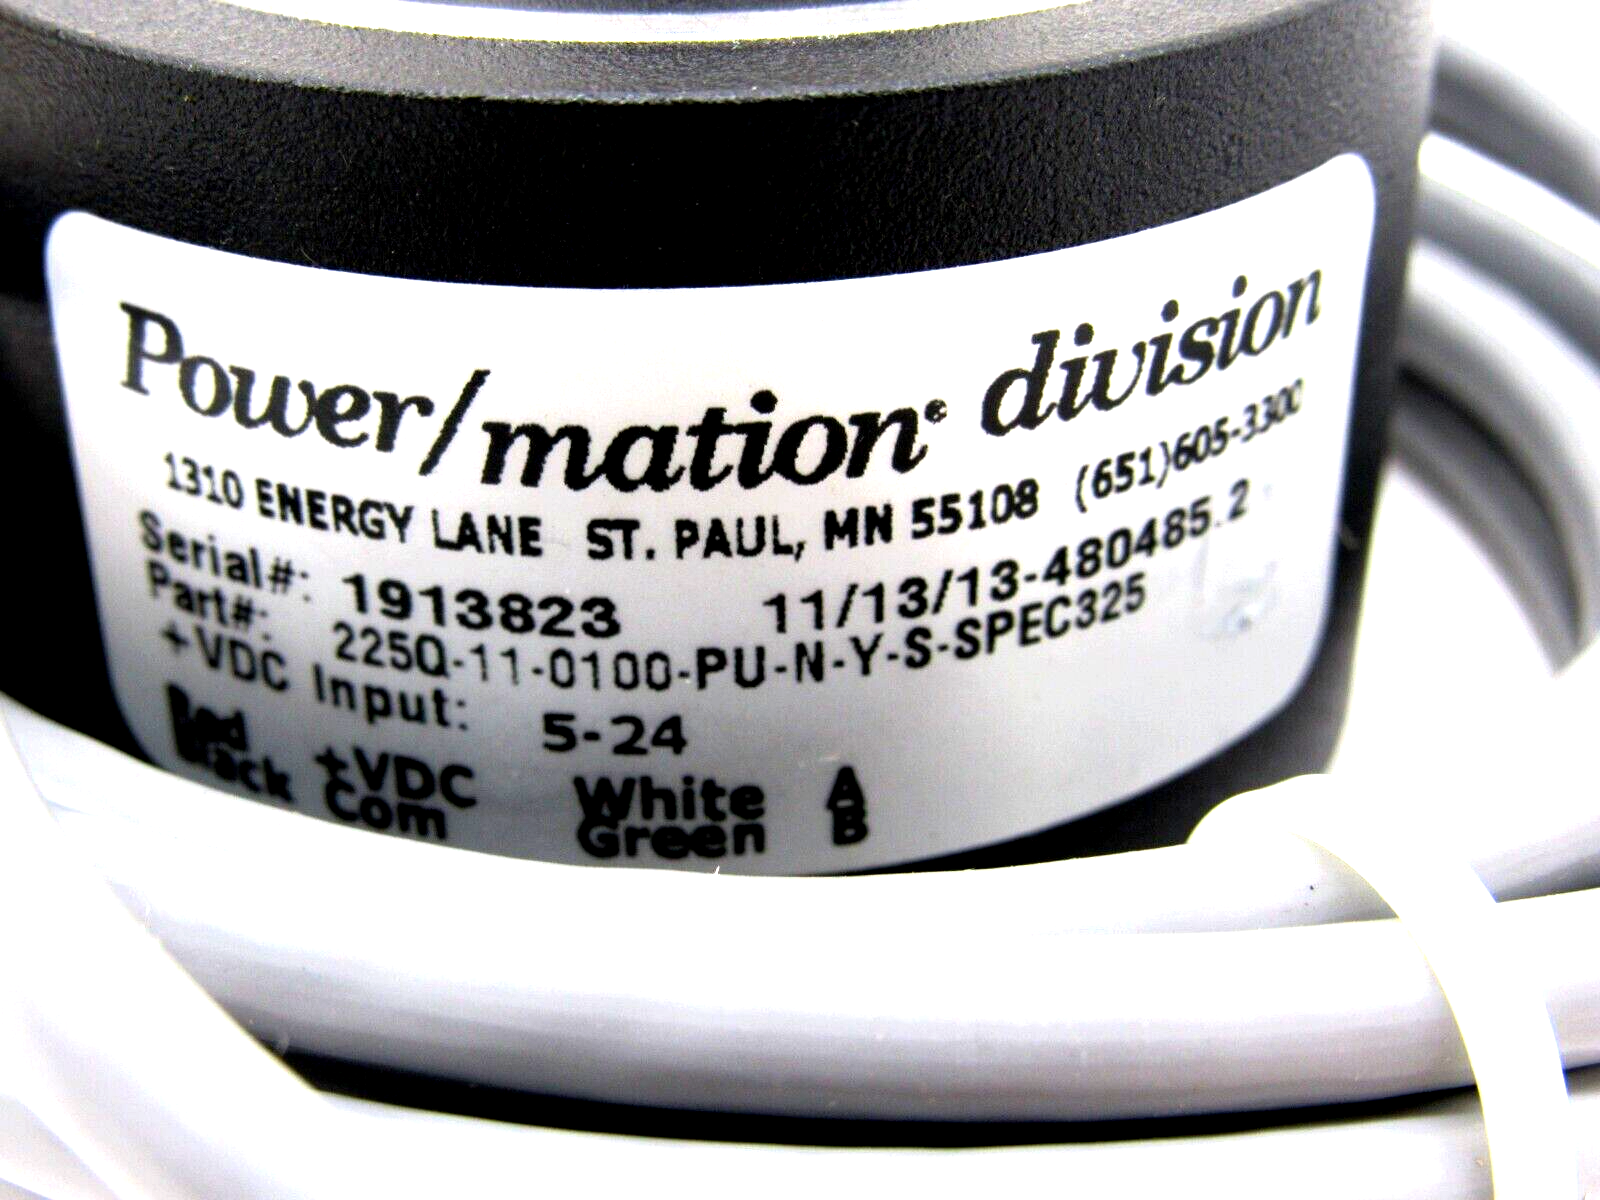 Power/mation® division
1310 ENERGY LANE ST. PAUL, MN 55108 (651)605-3300
Serial#: 1913823 11/13/13-480485.2
Part#: 225Q-11-0100-PU-N-Y-S-SPEC325
+VDC Input: 5-24
Red +VDC White A
Black Com Green B